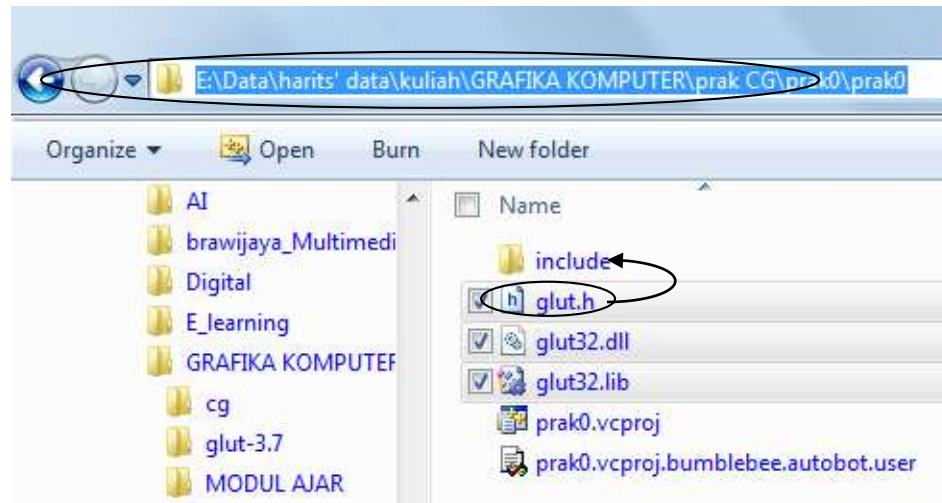 E:\Data\harits' data\kuliah\GRAFIKA KOMPUTER\prak CG\prak0\prak0
Organize Open Burn New folder
AI
brawijaya_Multimedi
Digital
E_learning
GRAFIKA KOMPUTER
cg
glut-3.7
MODUL AJAR
Name
include
glut.h
glut32.dll
glut32.lib
prak0.vcproj
prak0.vcproj.bumblebee.autobot.user